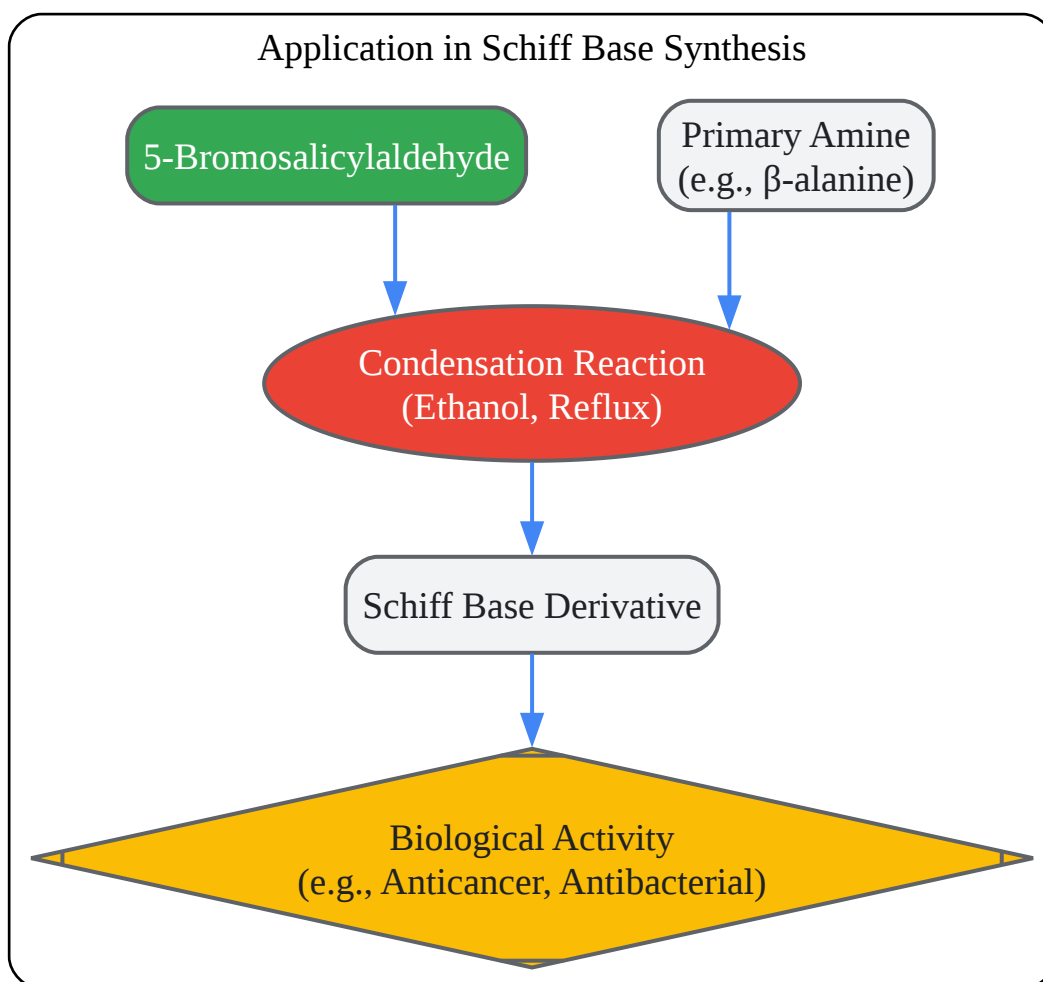 Application in Schiff Base Synthesis
5-Bromosalicylaldehyde
Primary Amine
(e.g., β-alanine)
Condensation Reaction
(Ethanol, Reflux)
Schiff Base Derivative
Biological Activity
(e.g., Anticancer, Antibacterial)